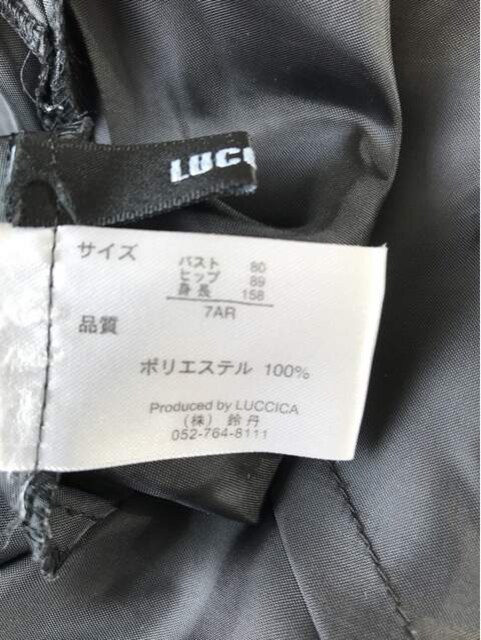 LUCC
サイズ
バスト 80
ヒップ 89
身長 158
7AR
品質
ポリエステル 100%
Produced by LUCCICA
(株) 鈴丹
052-764-8111